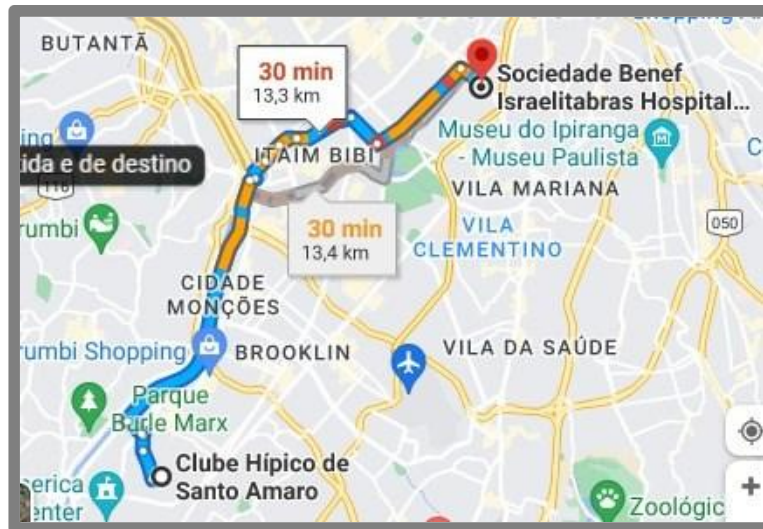 Shopping
BUTANTÃ
30 min
13,3 km
Sociedade Benef
Israelitabras Hospital...
Museu do Ipiranga
- Museu Paulista
ida e de destino
116
ITAIM BIBI
VILA MARIANA
050
rumbi
30 min
13,4 km
VILA
CLEMENTINO
CIDADE
MONÇÕES
rumbi Shopping
BROOKLIN
VILA DA SAÚDE
Parque
Burle Marx
Clube Hípico de
Santo Amaro
erica
enter
Zoológic